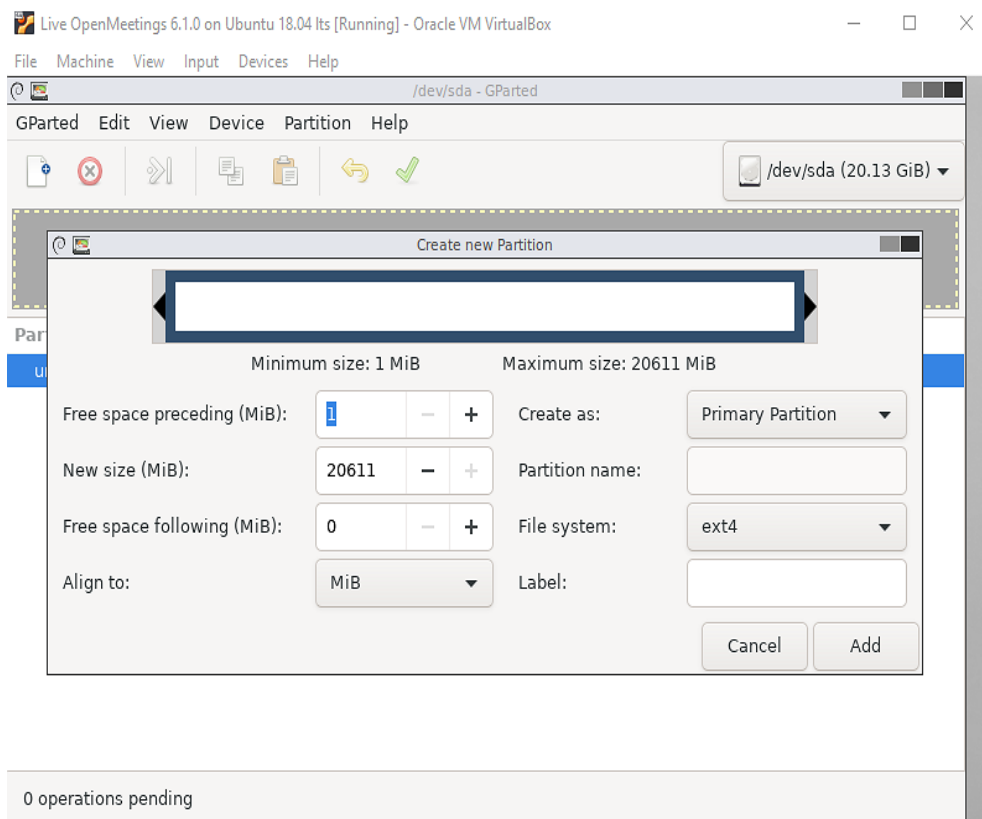 Live OpenMeetings 6.1.0 on Ubuntu 18.04 lts [Running] - Oracle VM VirtualBox
File Machine View Input Devices Help
/dev/sda - GParted
GParted Edit View Device Partition Help
/dev/sda (20.13 GiB)
Create new Partition
Par
Minimum size: 1 MiB Maximum size: 20611 MiB
Free space preceding (MiB): 1 Create as: Primary Partition
New size (MiB): 20611 Partition name:
Free space following (MiB): 0 File system: ext4
Align to: MiB Label:
Cancel Add
0 operations pending